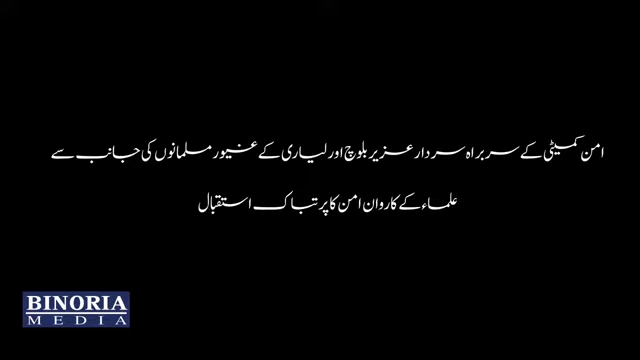 امن کمیٹی کے سربراہ سردار عزیر بلوچ اور لیاری کے غیور مسلمانوں کی جانب سے
علماء کے کاروان امن کا پرتباک استقبال
BINORIA
MEDIA